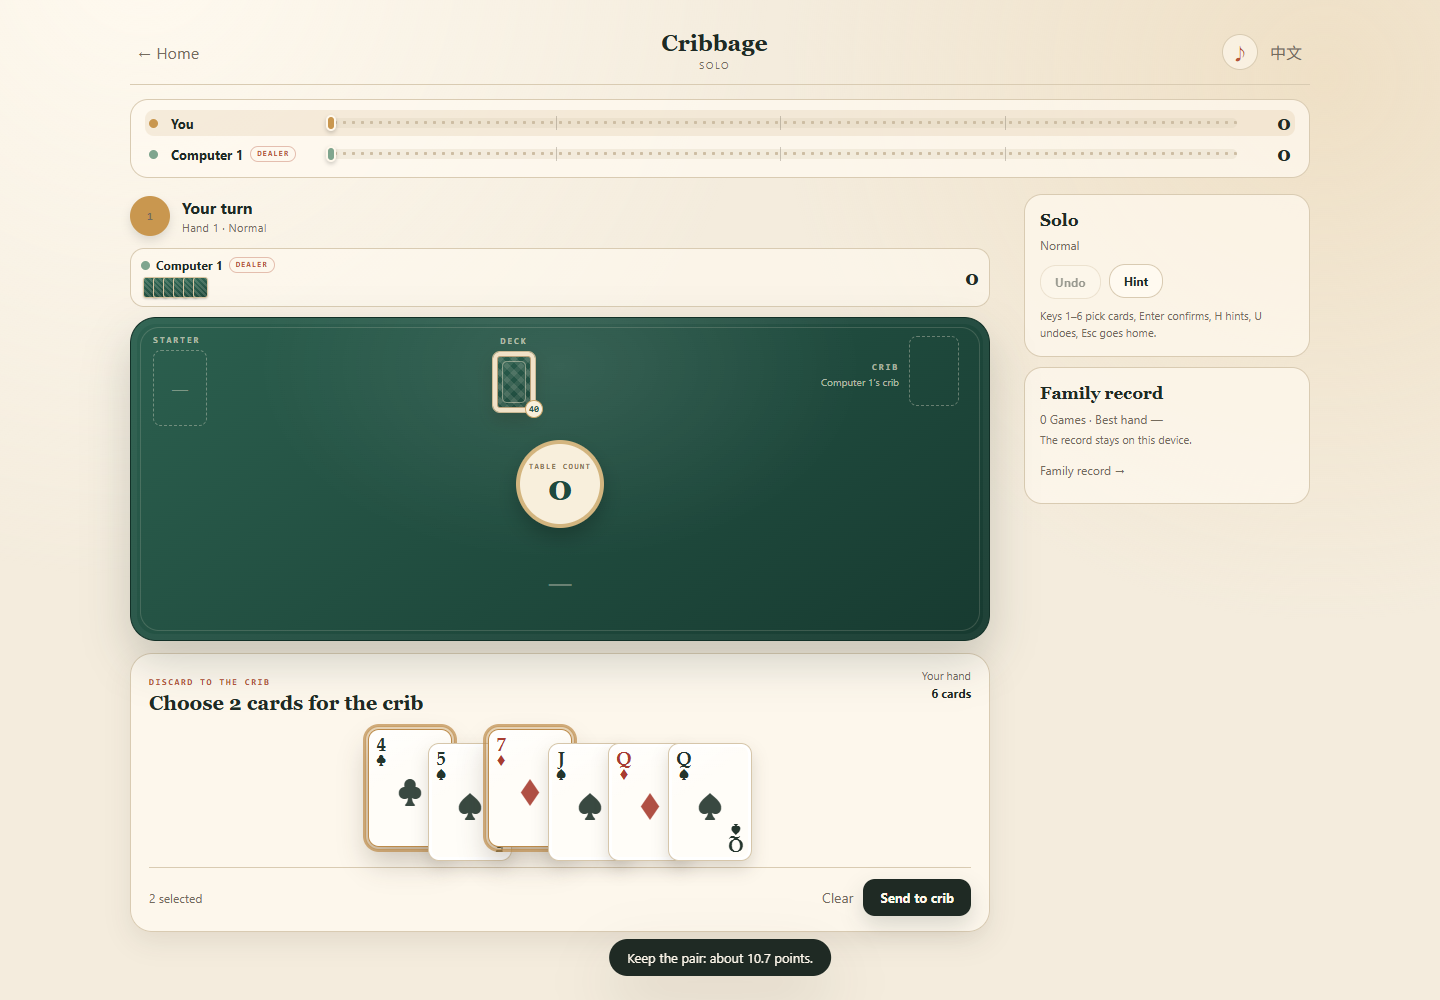 ← Home
Cribbage
SOLO
♪
中文
You
0
Computer 1
DEALER
0
1
Your turn
Hand 1 · Normal
Computer 1
DEALER
0
STARTER
—
DECK
40
CRIB
Computer 1's crib
TABLE COUNT
0
—
DISCARD TO THE CRIB
Choose 2 cards for the crib
Your hand
6 cards
4♣
5♠
7♦
J♠
Q♦
Q♠
Q♠
2 selected
Clear
Send to crib
Keep the pair: about 10.7 points.
Solo
Normal
Undo
Hint
Keys 1–6 pick cards, Enter confirms, H hints, U
undoes, Esc goes home.
Family record
0 Games · Best hand —
The record stays on this device.
Family record →